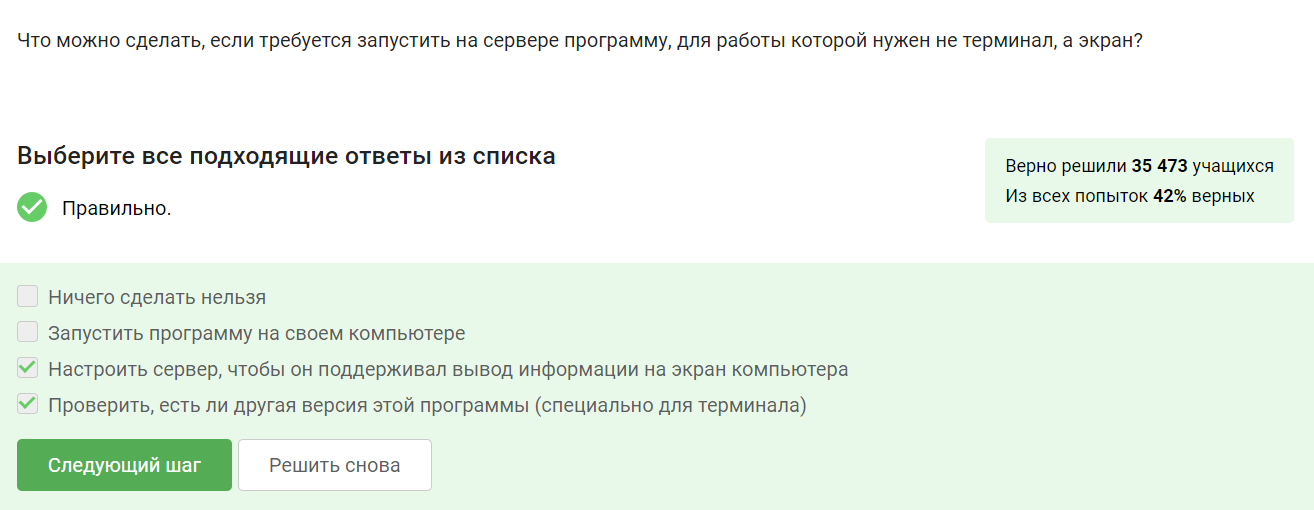 Что можно сделать, если требуется запустить на сервере программу, для работы которой нужен не терминал, а экран?
Выберите все подходящие ответы из списка
Правильно.
Верно решили 35 473 учащихся
Из всех попыток 42% верных
Ничего сделать нельзя
Запустить программу на своем компьютере
Настроить сервер, чтобы он поддерживал вывод информации на экран компьютера
Проверить, есть ли другая версия этой программы (специально для терминала)
Следующий шаг
Решить снова